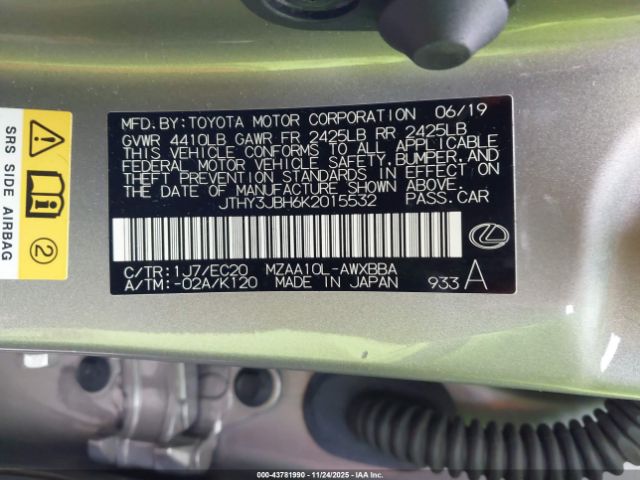 MFD.BY:TOYOTA MOTOR CORPORATION 06/19
GVWR 4410LB GAWR FR 2425LB RR 2425LB
THIS VEHICLE CONFORMS TO ALL APPLICABLE
FEDERAL MOTOR VEHICLE SAFETY,BUMPER,AND
THEFT PREVENTION STANDARDS IN EFFECT ON
THE DATE OF MANUFACTURE SHOWN ABOVE.
JTHY3JBH6K2015532 PASS.CAR
C/TR:1J7/EC20 MZAA10L-AWXBBA
A/TM:-02A/K120 MADE IN JAPAN 933 A
SRS SIDE AIRBAG
2
000-43781990 - 11/24/2025 - IAAI.COM